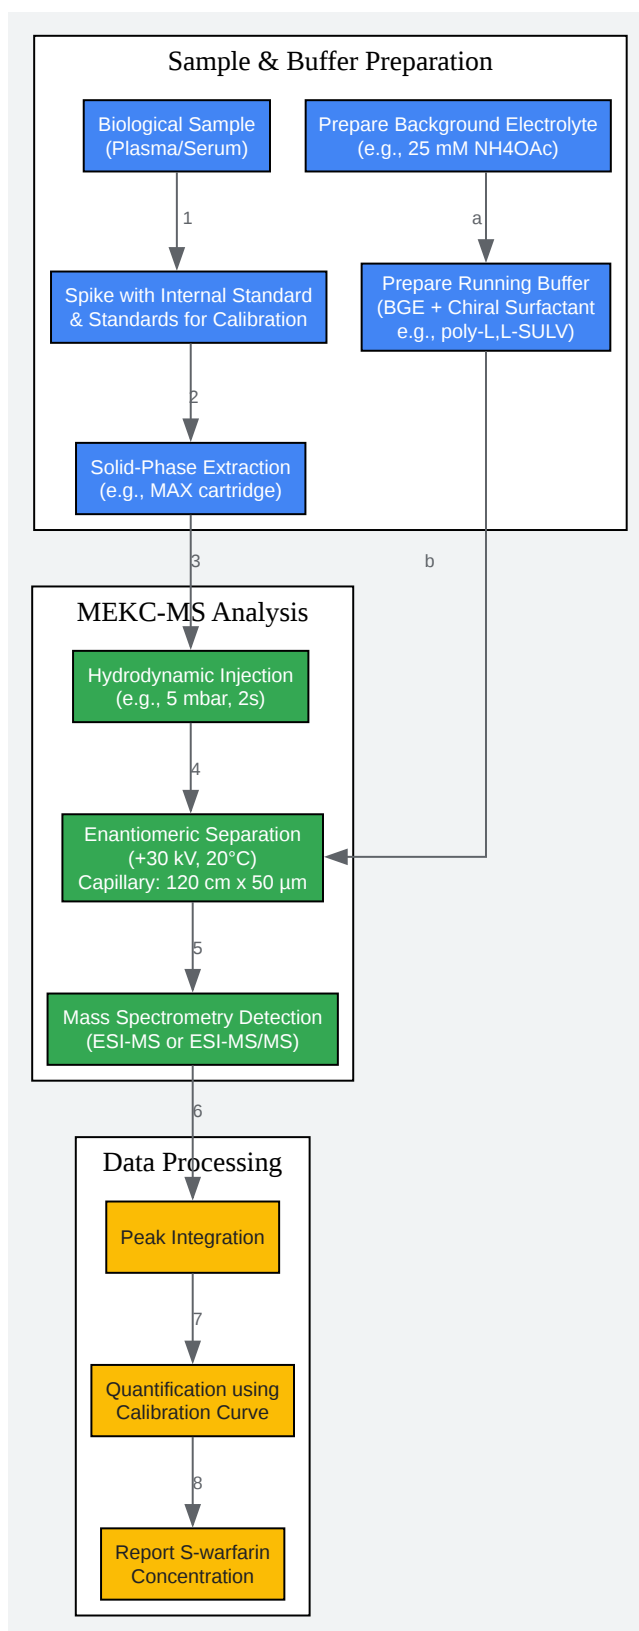 Sample & Buffer Preparation
Biological Sample
(Plasma/Serum)
Prepare Background Electrolyte
(e.g., 25 mM NH4OAc)
1
a
Spike with Internal Standard
& Standards for Calibration
Prepare Running Buffer
(BGE + Chiral Surfactant
e.g., poly-L,L-SULV)
2
Solid-Phase Extraction
(e.g., MAX cartridge)
3
b
MEKC-MS Analysis
Hydrodynamic Injection
(e.g., 5 mbar, 2s)
4
Enantiomeric Separation
(+30 kV, 20°C)
Capillary: 120 cm x 50 µm
5
Mass Spectrometry Detection
(ESI-MS or ESI-MS/MS)
6
Data Processing
Peak Integration
7
Quantification using
Calibration Curve
8
Report S-warfarin
Concentration